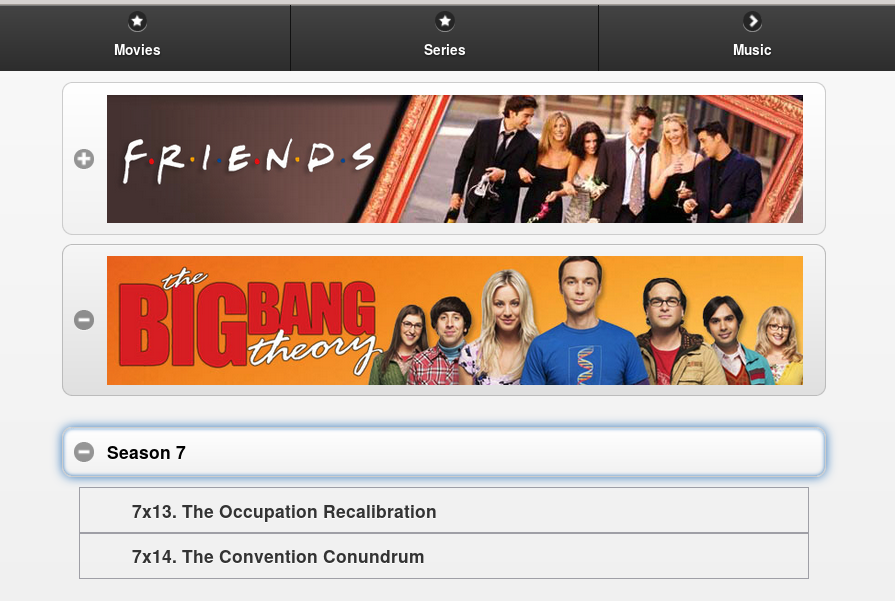 Movies
Series
Music
F·R·I·E·N·D·S
the
BIG BANG
theory
Season 7
7x13. The Occupation Recalibration
7x14. The Convention Conundrum